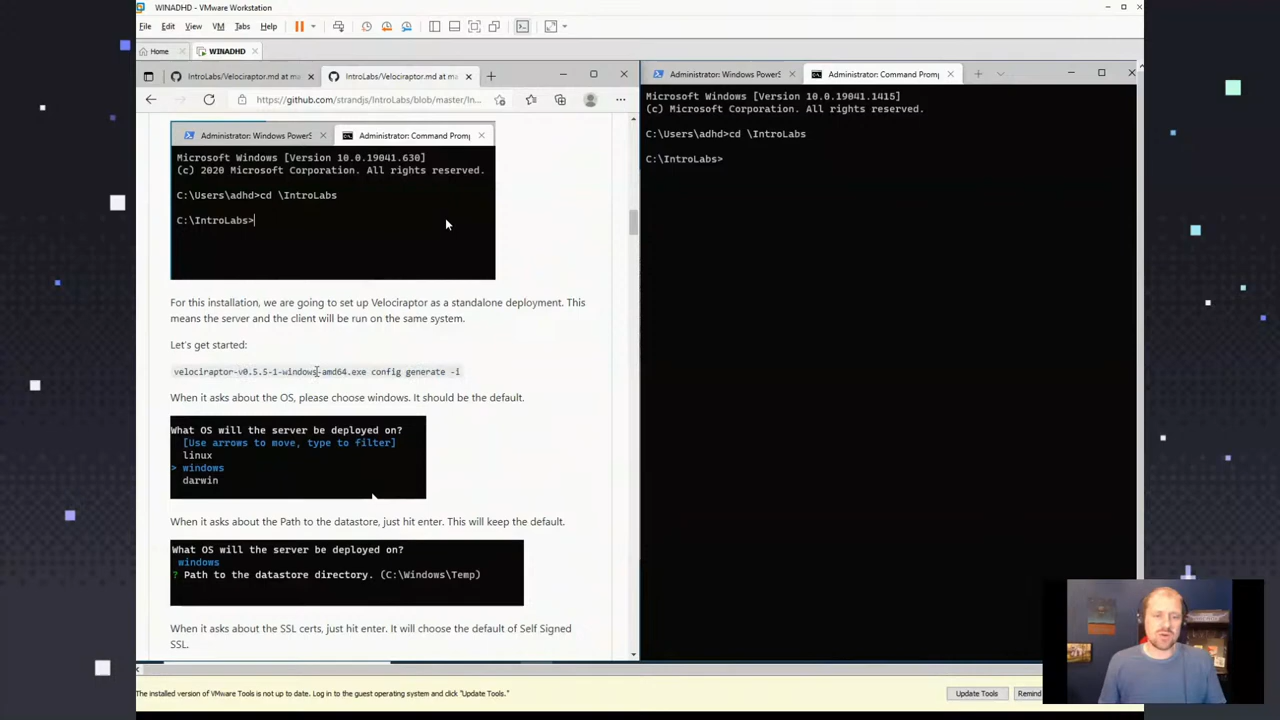 WINADHD - VMware Workstation
File Edit View VM Tabs Help
Home WINADHD
IntroLabs/Velociraptor.md at ma
IntroLabs/Velociraptor.md at ma
https://github.com/strandjs/IntroLabs/blob/master/In...
Administrator: Windows PowerS
Administrator: Command Promp
Microsoft Windows [Version 10.0.19041.630]
(c) 2020 Microsoft Corporation. All rights reserved.
C:\Users\adhd>cd \IntroLabs
C:\IntroLabs>
For this installation, we are going to set up Velociraptor as a standalone deployment. This
means the server and the client will be run on the same system.
Let's get started:
velociraptor-v0.5.5-1-windows-amd64.exe config generate -i
When it asks about the OS, please choose windows. It should be the default.
What OS will the server be deployed on?
[Use arrows to move, type to filter]
linux
> windows
darwin
When it asks about the Path to the datastore, just hit enter. This will keep the default.
What OS will the server be deployed on?
windows
? Path to the datastore directory. (C:\Windows\Temp)
When it asks about the SSL certs, just hit enter. It will choose the default of Self Signed
SSL.
Administrator: Windows PowerS
Administrator: Command Promp
Microsoft Windows [Version 10.0.19041.1415]
(c) Microsoft Corporation. All rights reserved.
C:\Users\adhd>cd \IntroLabs
C:\IntroLabs>
The installed version of VMware Tools is not up to date. Log in to the guest operating system and click "Update Tools."
Update Tools
Remind